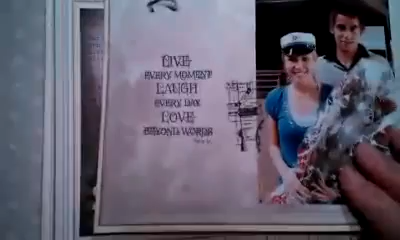 LIVE
EVERY MOMENT
LAUGH
EVERY DAY
LOVE
BEYOND WORDS